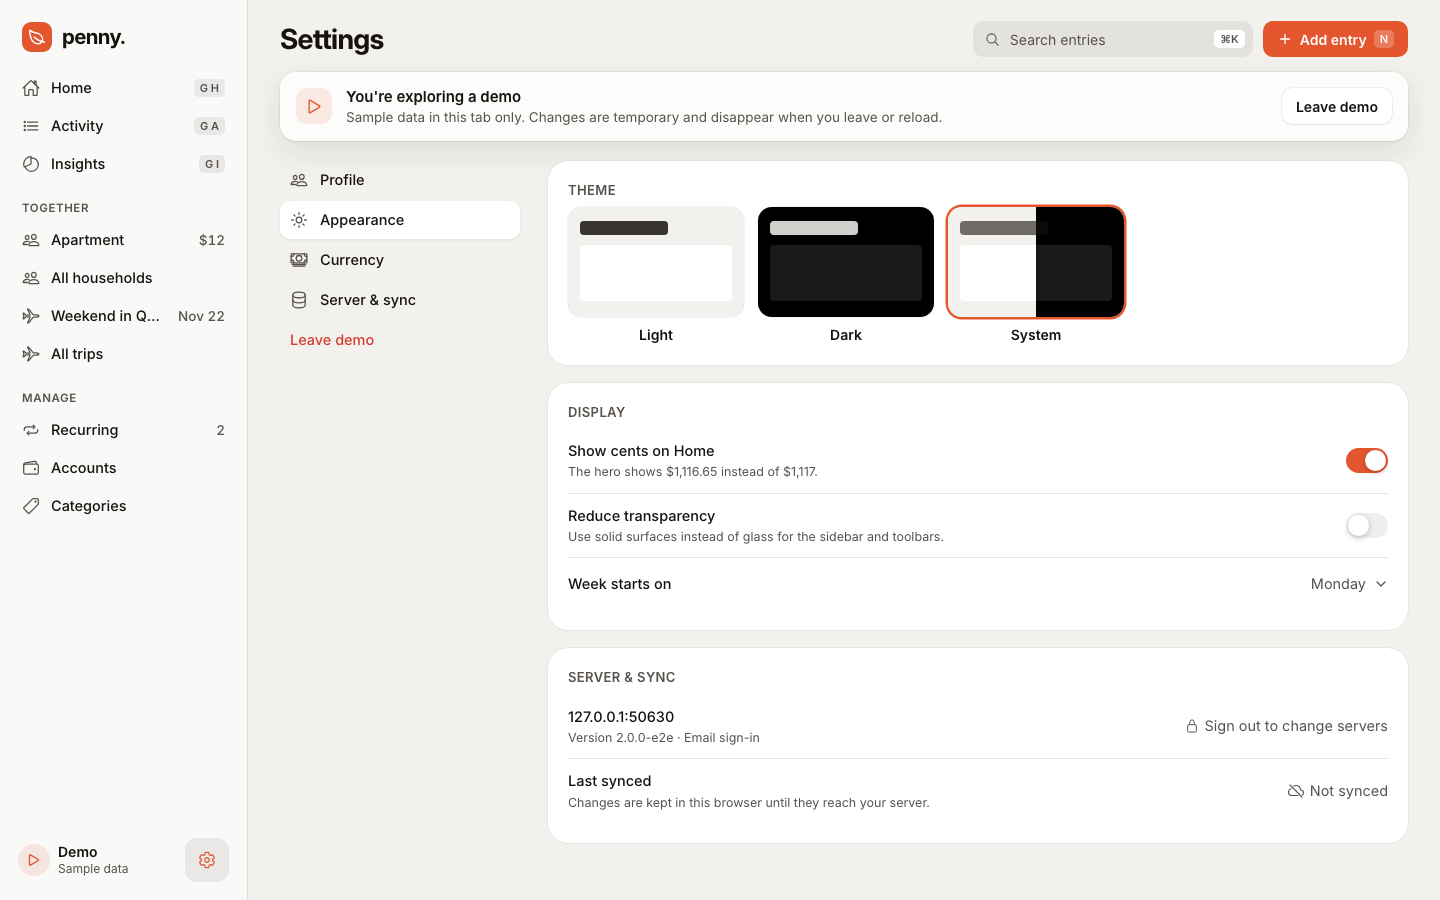 penny.
Home G H
Activity G A
Insights G I
TOGETHER
Apartment $12
All households
Weekend in Q... Nov 22
All trips
MANAGE
Recurring 2
Accounts
Categories
Demo
Sample data
Settings
Search entries ⌘K
Add entry N
You're exploring a demo
Sample data in this tab only. Changes are temporary and disappear when you leave or reload.
Leave demo
Profile
Appearance
Currency
Server & sync
Leave demo
THEME
Light
Dark
System
DISPLAY
Show cents on Home
The hero shows $1,116.65 instead of $1,117.
Reduce transparency
Use solid surfaces instead of glass for the sidebar and toolbars.
Week starts on Monday
SERVER & SYNC
127.0.0.1:50630
Version 2.0.0-e2e · Email sign-in
Sign out to change servers
Last synced
Changes are kept in this browser until they reach your server.
Not synced